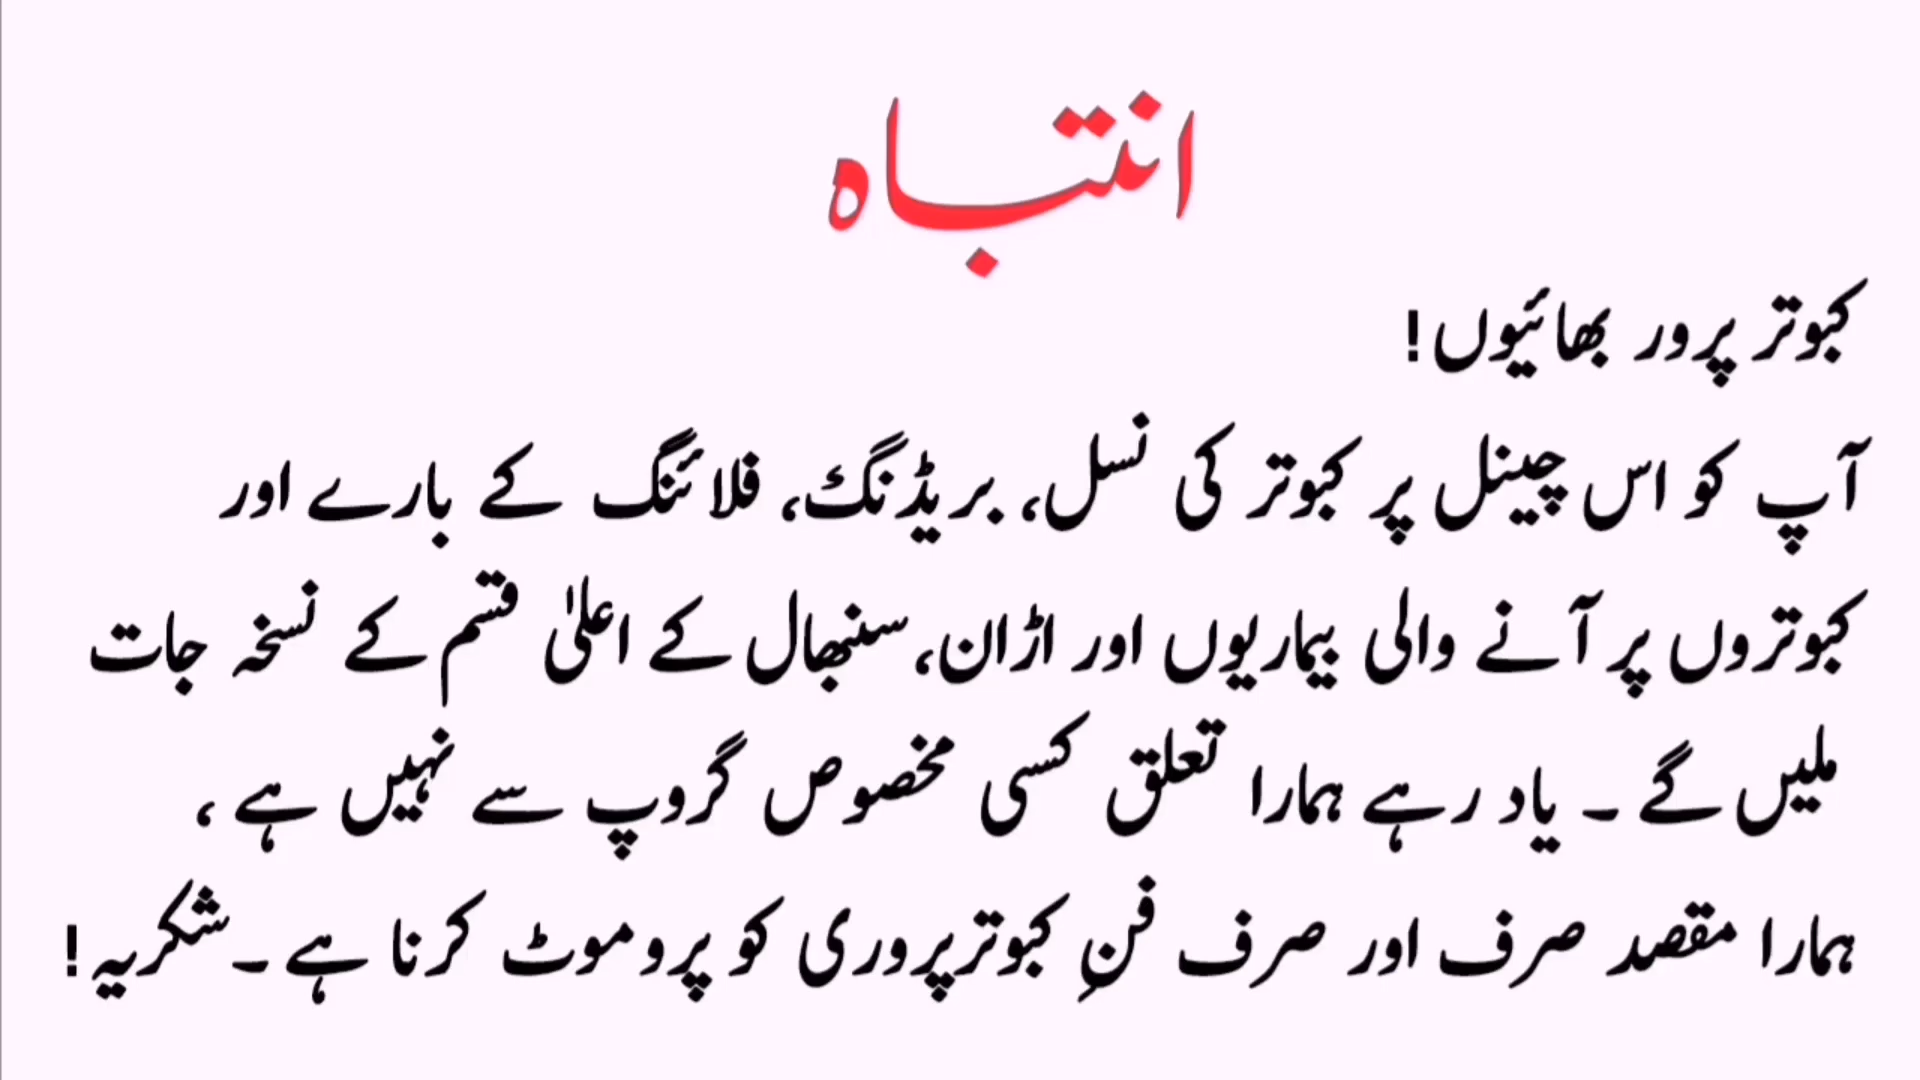 انتباہ
کبوتر پرور بھائیوں!
آپ کو اس چینل پر کبوتر کی نسل، بریڈنگ، فلائنگ کے بارے اور
کبوتروں پر آنے والی بیماریوں اور اڑان، سنبھال کے اعلیٰ قسم کے نسخہ جات
ملیں گے ۔ یاد رہے ہمارا تعلق کسی مخصوص گروپ سے نہیں ہے ،
ہمارا مقصد صرف اور صرف فنِ کبوترپروری کو پروموٹ کرنا ہے ۔ شکریہ!